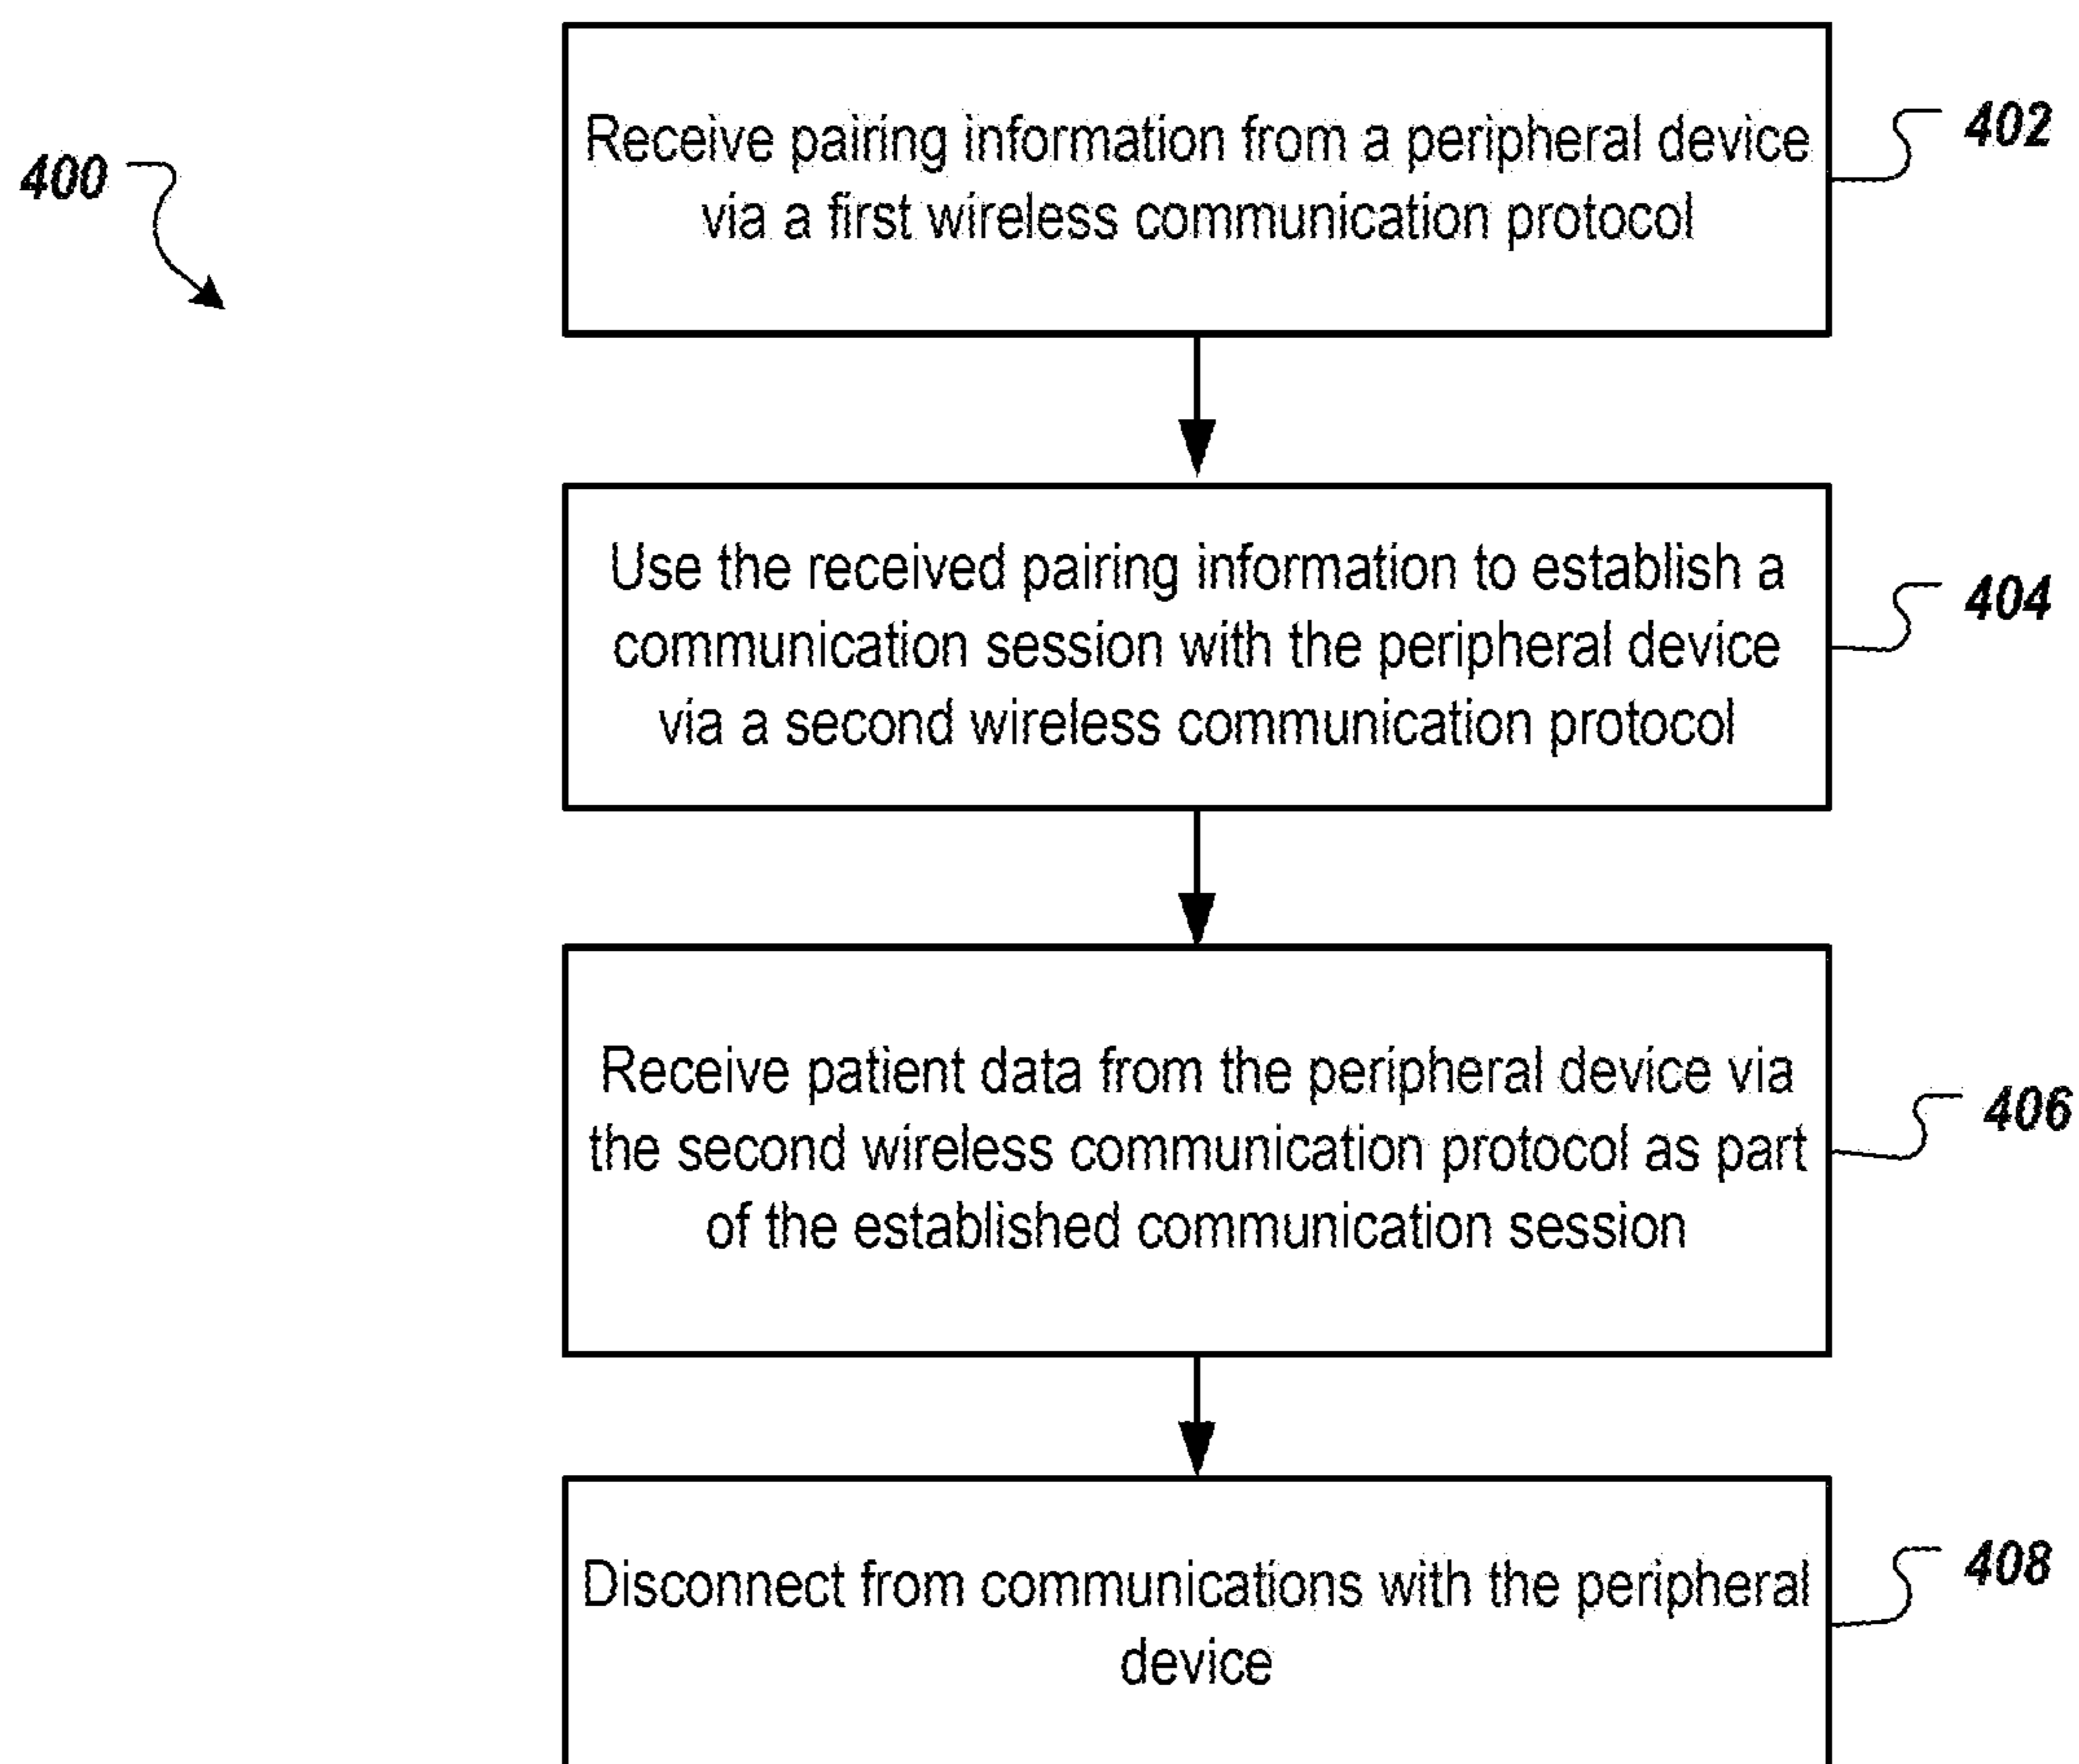 400
Receive pairing information from a peripheral device
via a first wireless communication protocol
402
Use the received pairing information to establish a
communication session with the peripheral device
via a second wireless communication protocol
404
Receive patient data from the peripheral device via
the second wireless communication protocol as part
of the established communication session
406
Disconnect from communications with the peripheral
device
408